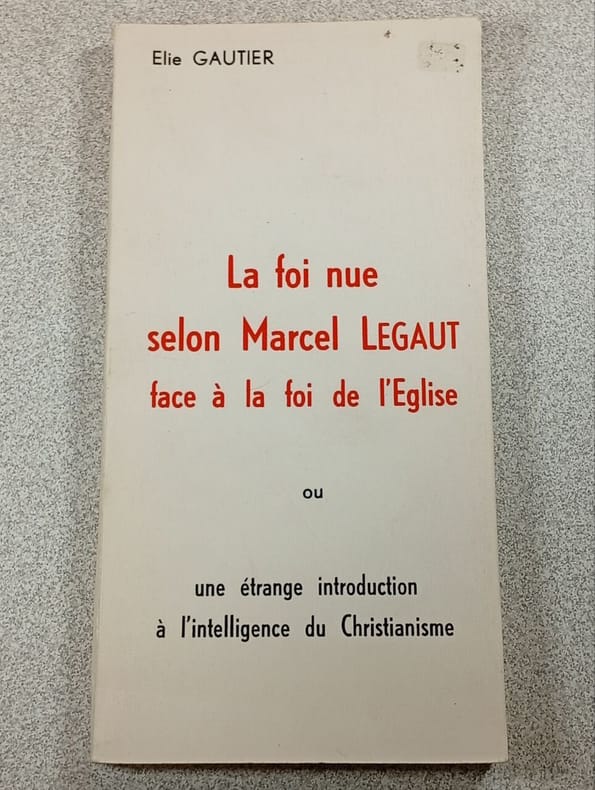 Elie GAUTIER
La foi nue
selon Marcel LEGAUT
face à la foi de l'Eglise
ou
une étrange introduction
à l'intelligence du Christianisme